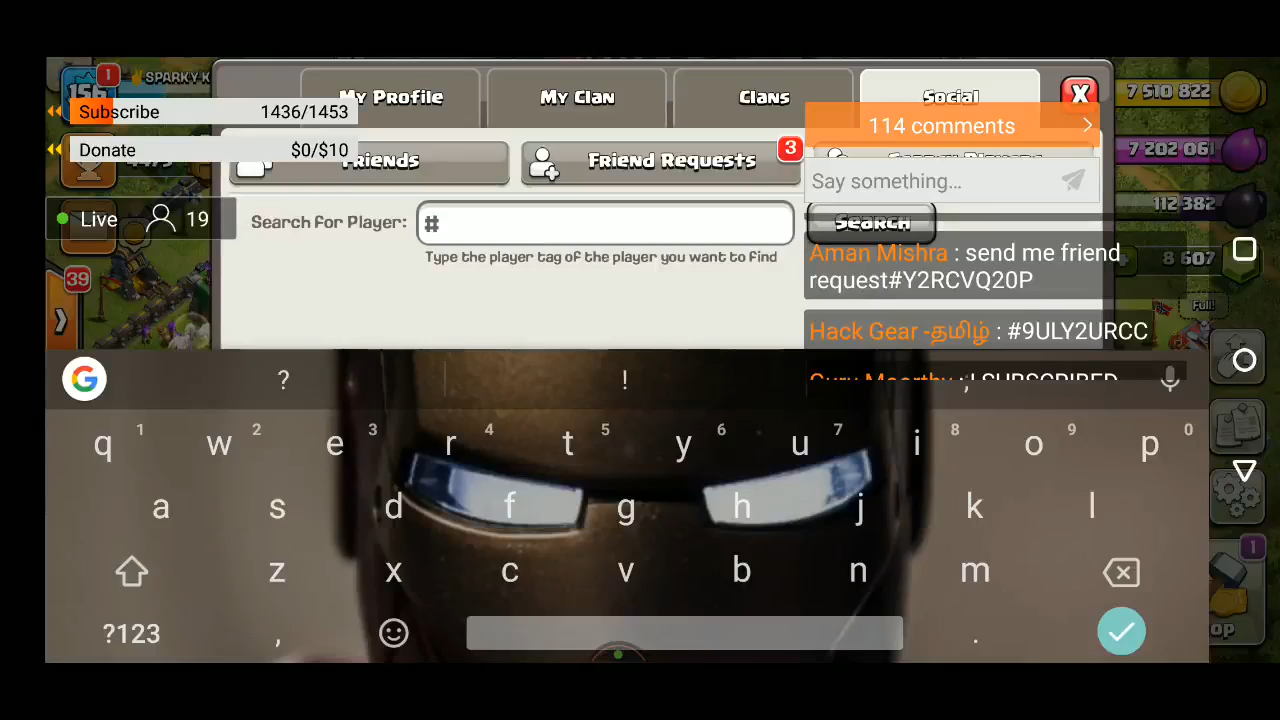 My Profile
My Clan
Clans
Social
X
1
156
SPARKY K
Subscribe 1436/1453
Donate $0/$10
Live 19
39
Friends
Friend Requests
3
114 comments
Say something...
Search for Player:
#
Search
Type the player tag of the player you want to find
Aman Mishra : send me friend
request#Y2RCVQ20P
Hack Gear -தமிழ் : #9ULY2URCC
7 510 822
7 202 061
112 382
8 607
Full!
1
G ? ! ;
q 1 w 2 e 3 r 4 t 5 y 6 u 7 i 8 o 9 p 0
a s d f g h j k l
z x c v b n m
?123 , .